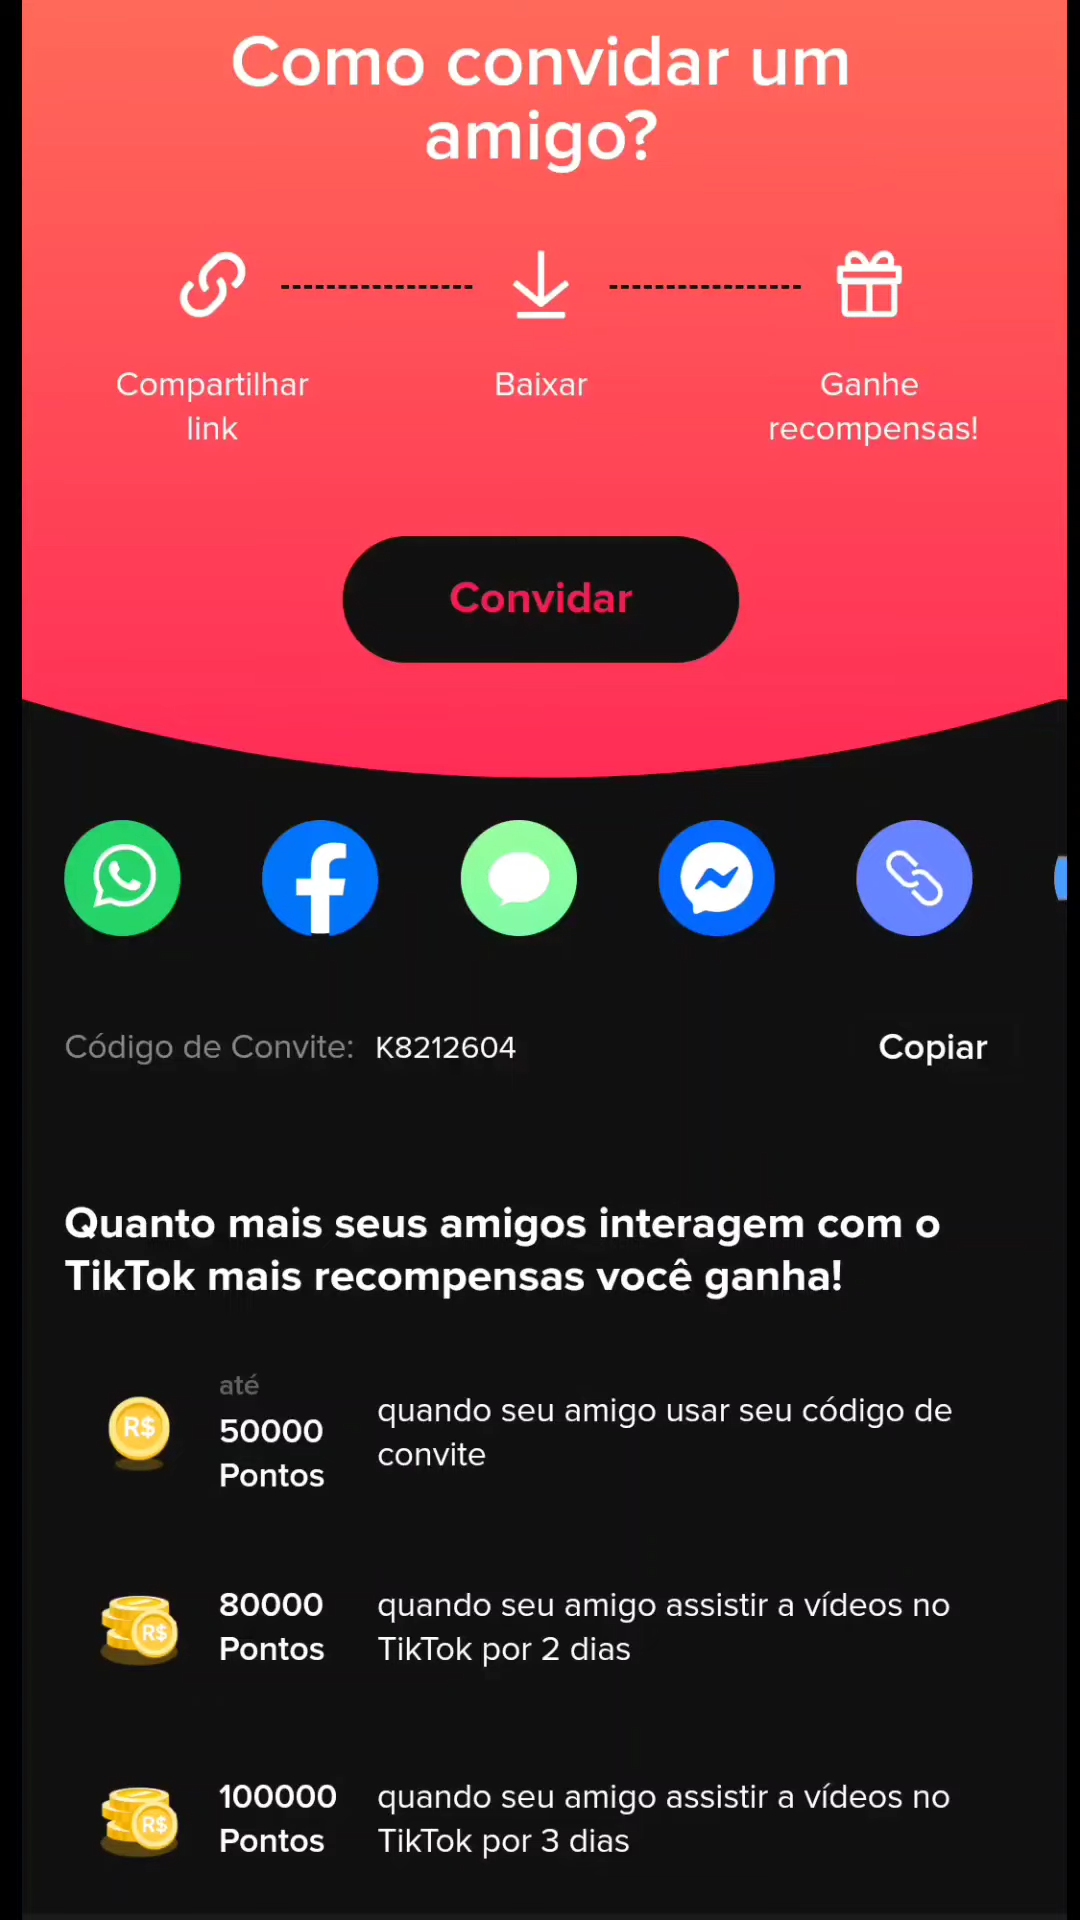 Como convidar um
amigo?
Compartilhar
link
Baixar
Ganhe
recompensas!
Convidar
Código de Convite: K8212604
Copiar
Quanto mais seus amigos interagem com o
TikTok mais recompensas você ganha!
R$
até
50000
Pontos
quando seu amigo usar seu código de
convite
R$
80000
Pontos
quando seu amigo assistir a vídeos no
TikTok por 2 dias
R$
100000
Pontos
quando seu amigo assistir a vídeos no
TikTok por 3 dias